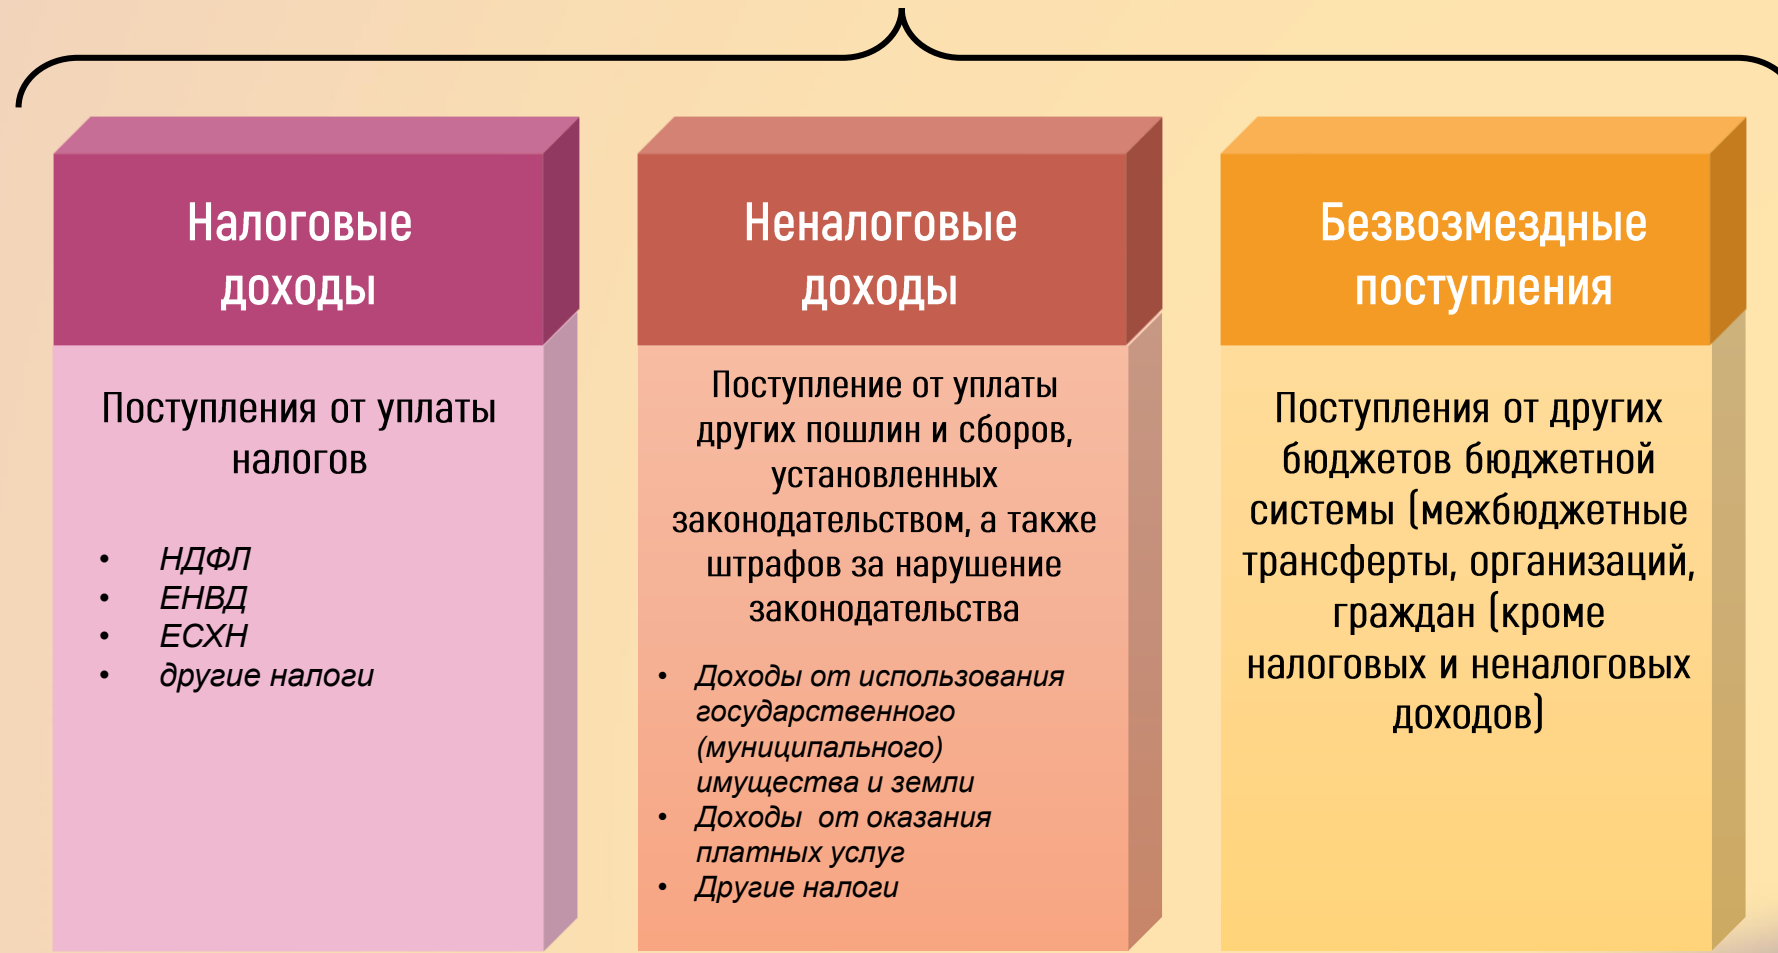 Налоговые
доходы
Поступления от уплаты
налогов
• НДФЛ
• ЕНВД
• ЕСХН
• другие налоги
Неналоговые
доходы
Поступление от уплаты
других пошлин и сборов,
установленных
законодательством, а также
штрафов за нарушение
законодательства
• Доходы от использования
государственного
(муниципального)
имущества и земли
• Доходы от оказания
платных услуг
• Другие налоги
Безвозмездные
поступления
Поступления от других
бюджетов бюджетной
системы (межбюджетные
трансферты, организаций,
граждан (кроме
налоговых и неналоговых
доходов)